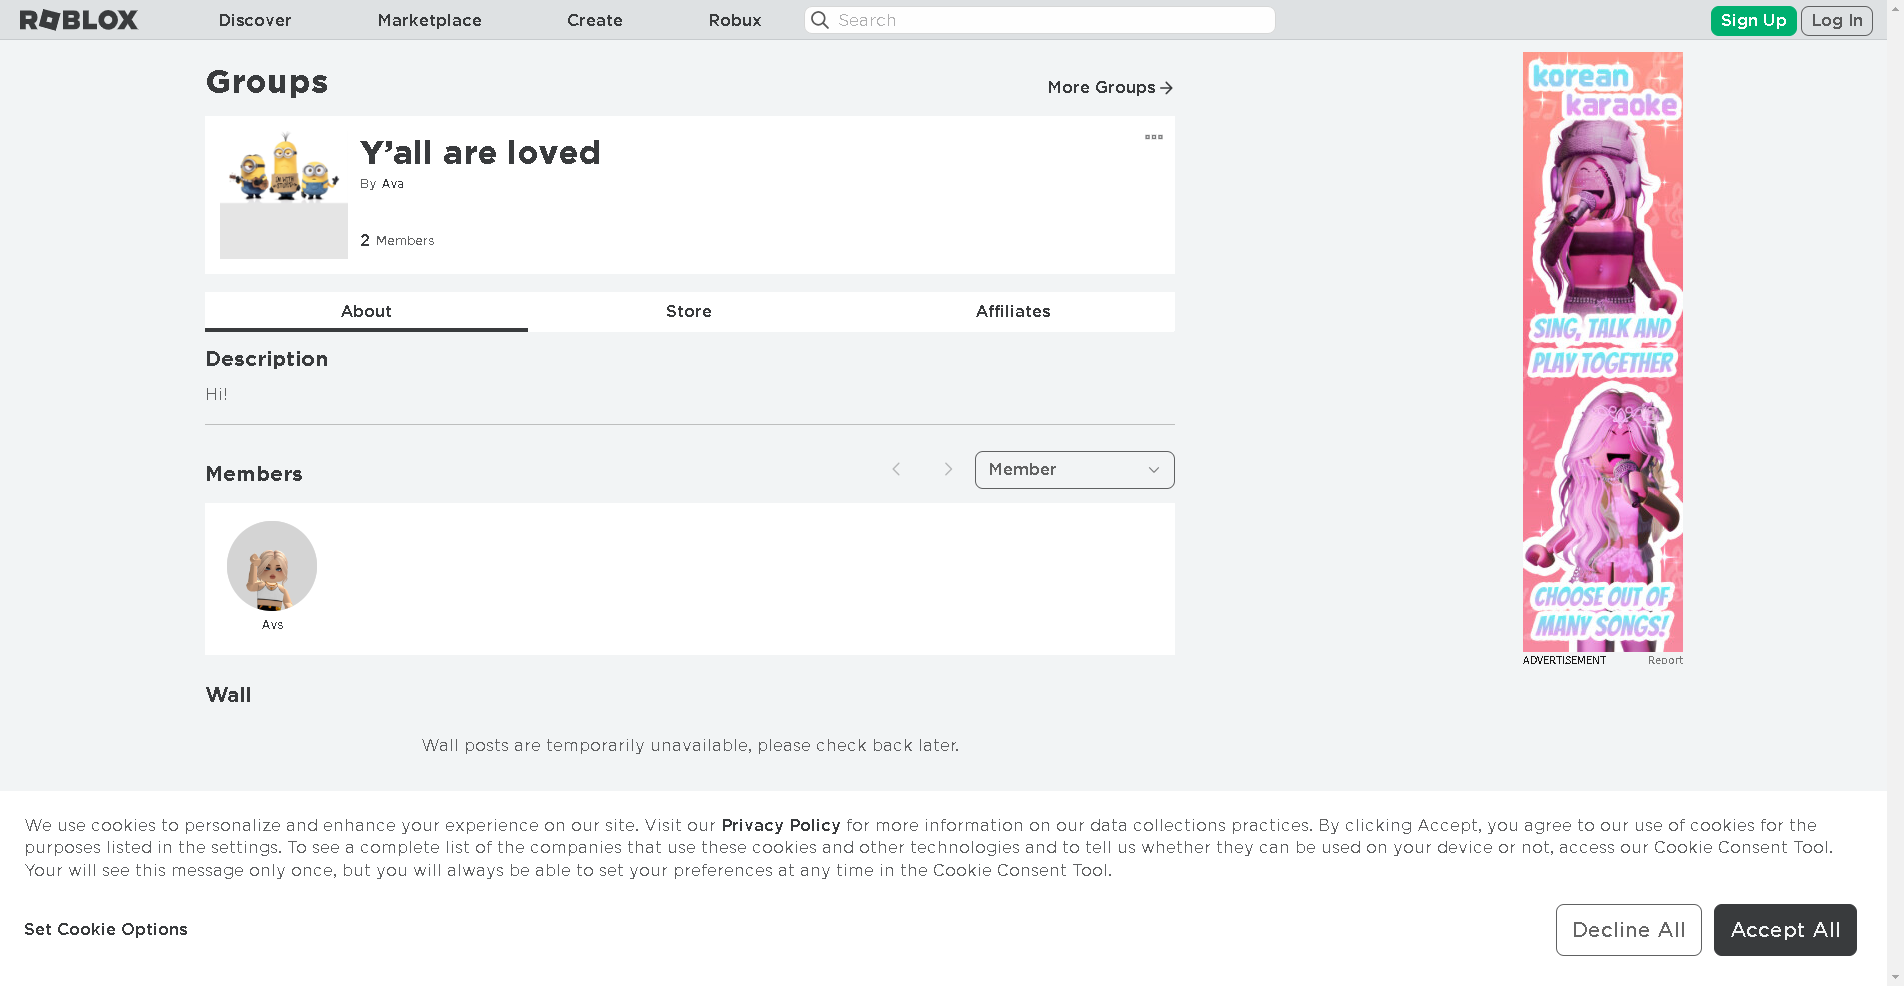 ROBLOX
Discover
Marketplace
Create
Robux
Search
Sign Up
Log In
Groups
More Groups
Y'all are loved
By Ava
2 Members
About
Store
Affiliates
Description
Hi!
Members
Member
Avs
Wall
Wall posts are temporarily unavailable, please check back later.
korean
karaoke
SING, TALK AND
PLAY TOGETHER
CHOOSE OUT OF
MANY SONGS!
ADVERTISEMENT
Report
We use cookies to personalize and enhance your experience on our site. Visit our Privacy Policy for more information on our data collections practices. By clicking Accept, you agree to our use of cookies for the
purposes listed in the settings. To see a complete list of the companies that use these cookies and other technologies and to tell us whether they can be used on your device or not, access our Cookie Consent Tool.
Your will see this message only once, but you will always be able to set your preferences at any time in the Cookie Consent Tool.
Set Cookie Options
Decline All
Accept All